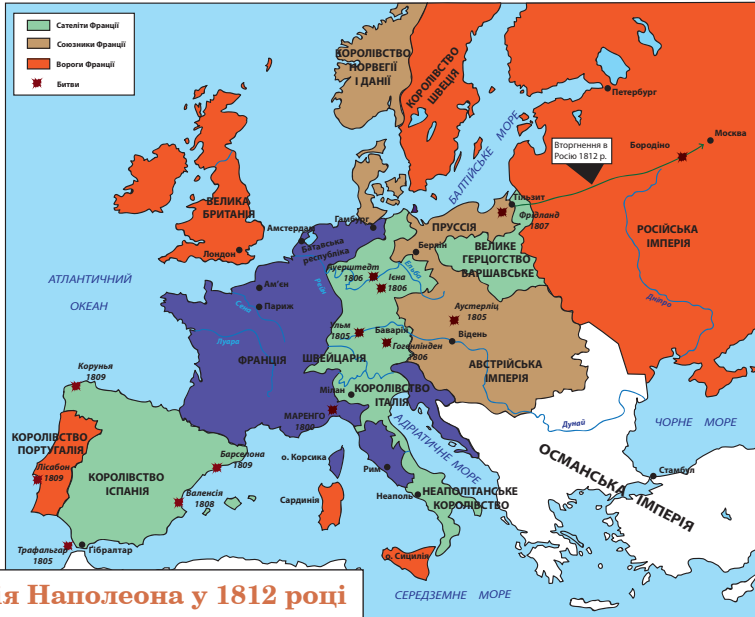 Сателіти Франції
Союзники Франції
Вороги Франції
Битви
КОРОЛІВСТВО
НОРВЕГІЇ
І ДАНІЇ
КОРОЛІВСТВО
ШВЕЦІЯ
Петербург
Москва
Бородіно
Вторгнення в
Росію 1812 р.
БАЛТІЙСЬКЕ МОРЕ
Тільзит
Фрідланд
1807
РОСІЙСЬКА
ІМПЕРІЯ
Дніпро
ВЕЛИКА
БРИТАНІЯ
Лондон
Амстердам
Гамбург
Батавська
республіка
ПРУССІЯ
Берлін
ВЕЛИКЕ
ГЕРЦОГСТВО
ВАРШАВСЬКЕ
Ауерштедт
1806
Ієна
1806
Ельба
Рейн
АТЛАНТИЧНИЙ
ОКЕАН
Ам'єн
Париж
Сена
Луара
ФРАНЦІЯ
Аустерліц
1805
Ульм
1805
Баварія
Гогенлінден
1806
Відень
АВСТРІЙСЬКА
ІМПЕРІЯ
ШВЕЙЦАРІЯ
Мілан
КОРОЛІВСТВО
ІТАЛІЯ
МАРЕНГО
1800
Дунай
ЧОРНЕ МОРЕ
Корунья
1809
КОРОЛІВСТВО
ПОРТУГАЛІЯ
Лісабон
1809
КОРОЛІВСТВО
ІСПАНІЯ
Барселона
1809
Валенсія
1808
о. Корсика
Рим
АДРІАТИЧНЕ МОРЕ
Сардинія
Неаполь
НЕАПОЛІТАНСЬКЕ
КОРОЛІВСТВО
ОСМАНСЬКА ІМПЕРІЯ
Стамбул
Трафальгар
1805
Гібралтар
о. Сицилія
СЕРЕДЗЕМНЕ МОРЕ
ія Наполеона у 1812 році